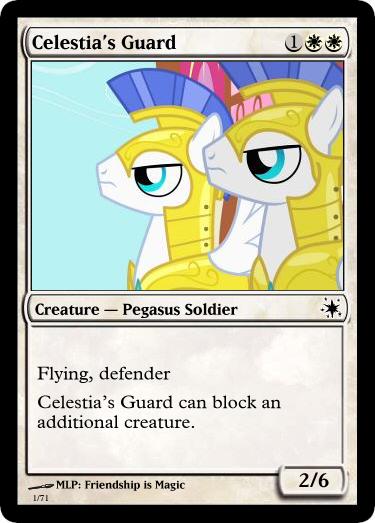 Celestia's Guard 1
Creature — Pegasus Soldier
Flying, defender
Celestia's Guard can block an
additional creature.
MLP: Friendship is Magic
2/6
1/71